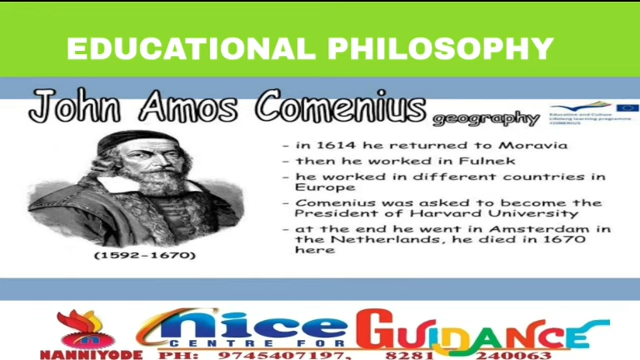 EDUCATIONAL PHILOSOPHY
John Amos Comenius geography
Education and Culture
Lifelong learning programme
COMENIUS
- in 1614 he returned to Moravia
- then he worked in Fulnek
- he worked in different countries in
Europe
- Comenius was asked to become the
President of Harvard University
- at the end he went in Amsterdam in
the Netherlands, he died in 1670
here
(1592-1670)
nice
CENTRE FOR
GUIDANCE
NANNIYODE PH: 9745407197, 8281 240063